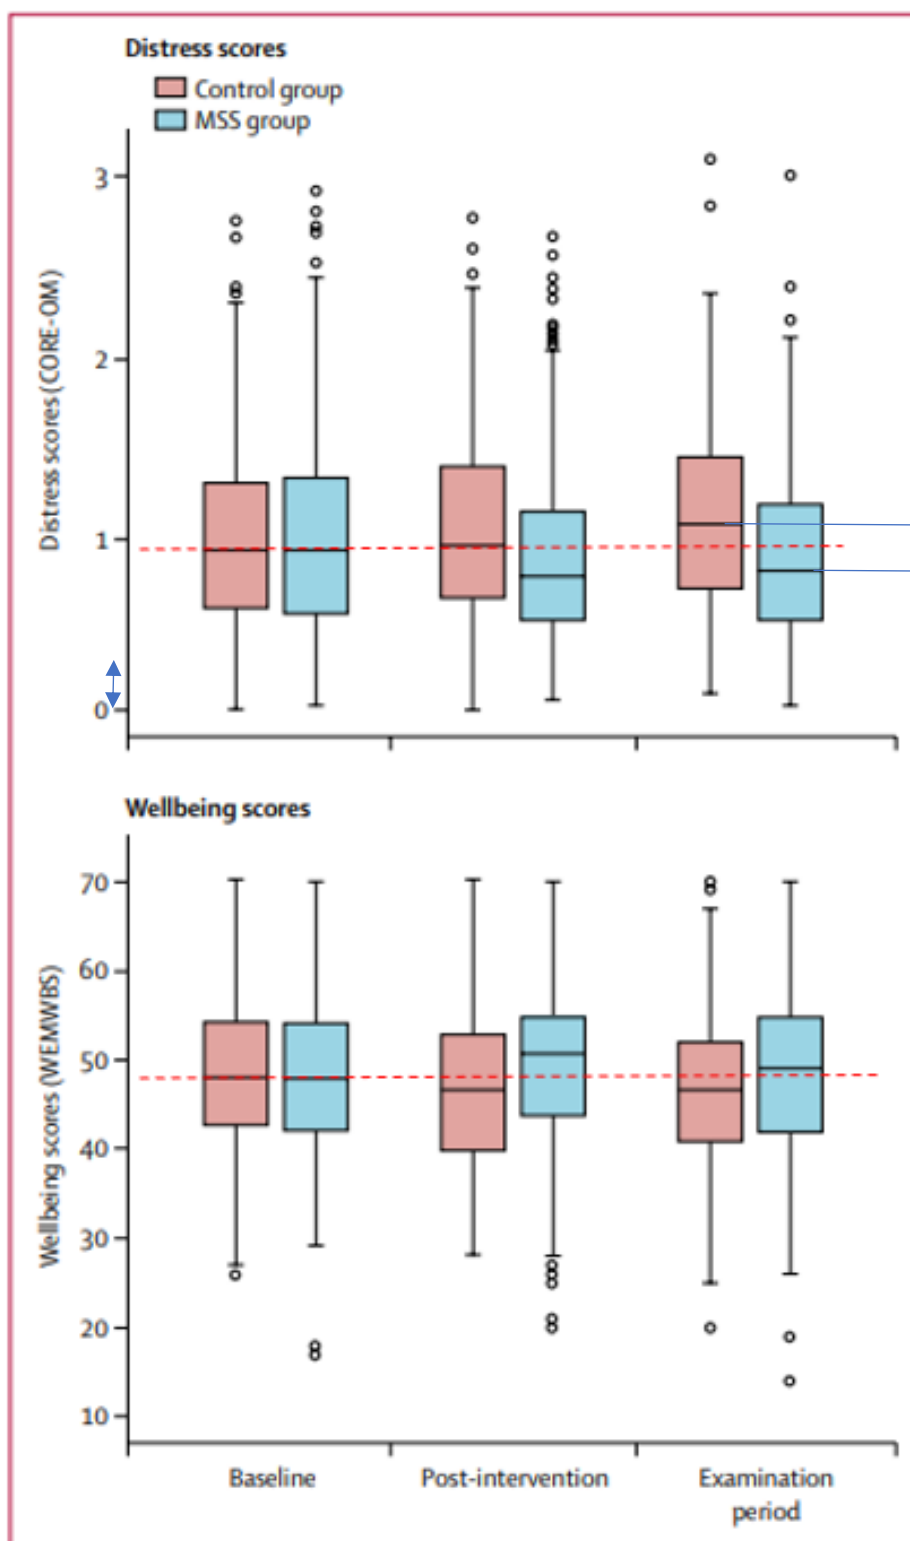 Distress scores
Control group
MSS group
3
2
1
0
Distress scores (CORE-OM)
Wellbeing scores
70
60
50
40
30
20
10
Wellbeing scores (WEMWBS)
Baseline
Post-intervention
Examination
period